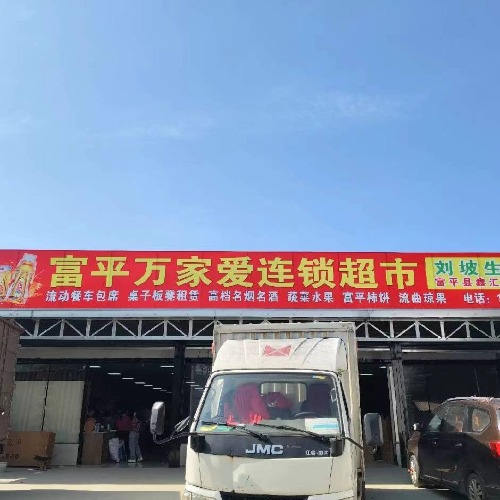 富平万家爱连锁超市
刘坡生
富平县鑫汇
流动餐车包席 桌子板凳租赁 高档名烟名酒 蔬菜水果 富平柿饼 流曲琼果 电话:
JMC